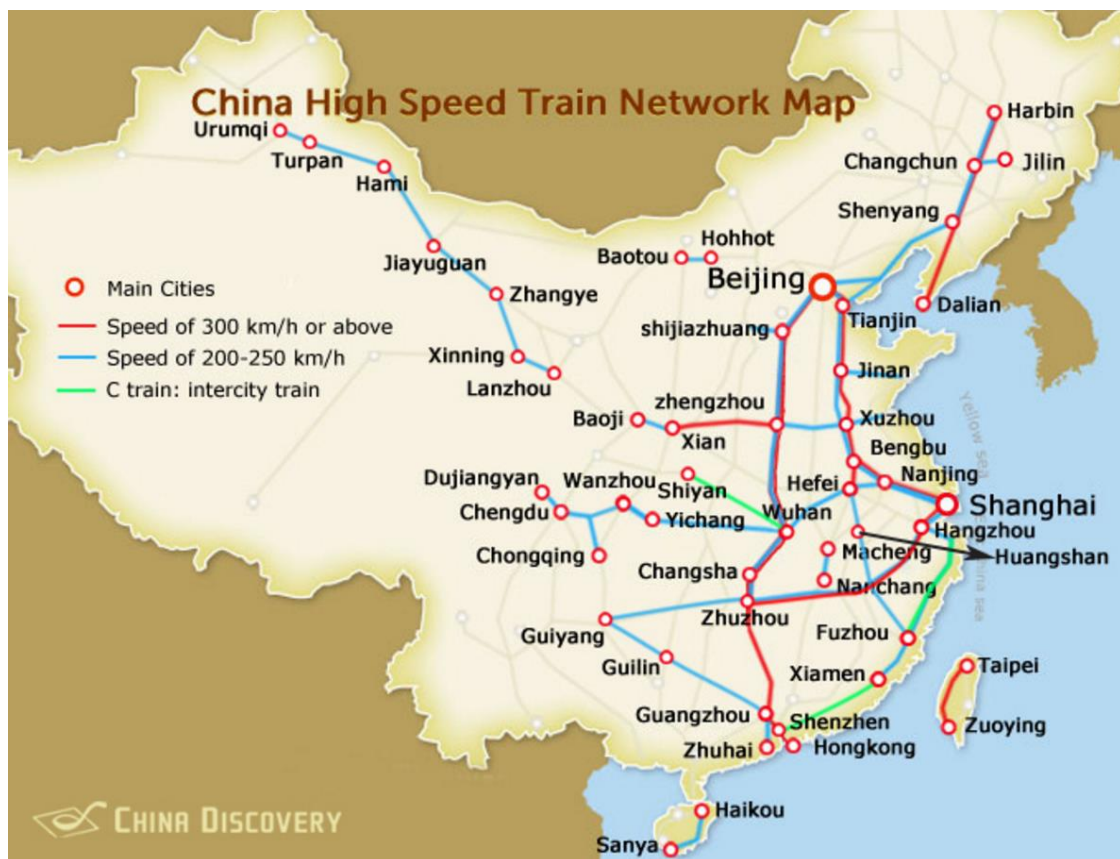 China High Speed Train Network Map
Urumqi
Turpan
Hami
Jiayuguan
Zhangye
Xinning
Lanzhou
Baotou
Hohhot
Harbin
Changchun
Jilin
Shenyang
Dalian
Beijing
Tianjin
shijiazhuang
Jinan
Main Cities
Speed of 300 km/h or above
Speed of 200-250 km/h
C train: intercity train
Baoji
Xian
zhengzhou
Xuzhou
Bengbu
Nanjing
Hefei
Shanghai
Hangzhou
Huangshan
Yellow sea
china sea
Dujiangyan
Wanzhou
Shiyan
Chengdu
Yichang
Wuhan
Chongqing
Macheng
Nanchang
Changsha
Zhuzhou
Guiyang
Guilin
Fuzhou
Xiamen
Taipei
Zuoying
Guangzhou
Shenzhen
Zhuhai
Hongkong
Haikou
Sanya
CHINA DISCOVERY